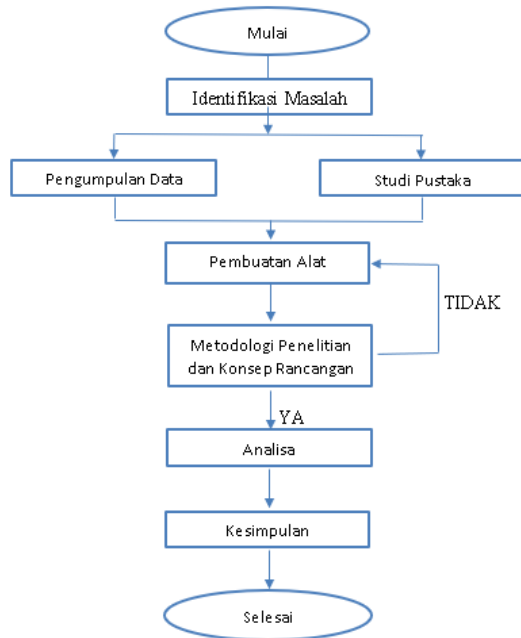 Mulai
Identifikasi Masalah
Pengumpulan Data
Studi Pustaka
Pembuatan Alat
TIDAK
Metodologi Penelitian
dan Konsep Rancangan
YA
Analisa
Kesimpulan
Selesai